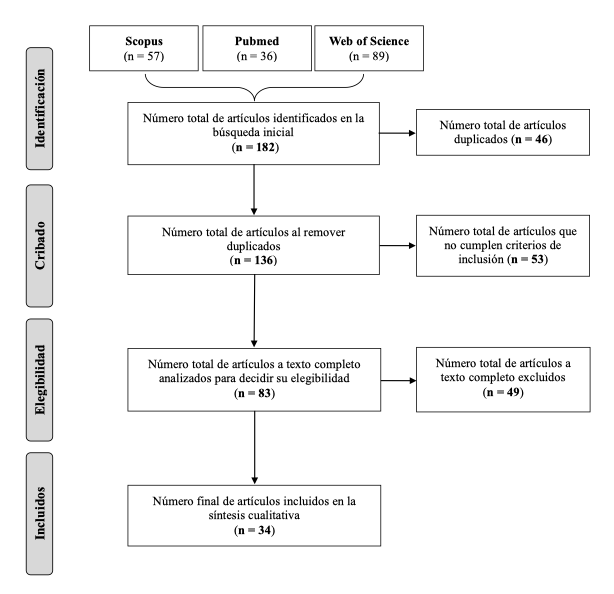 Scopus
(n = 57)
Pubmed
(n = 36)
Web of Science
(n = 89)
Identificación
Número total de artículos identificados en la
búsqueda inicial
(n = 182)
Número total de artículos
duplicados (n = 46)
Cribado
Número total de artículos al remover
duplicados
(n = 136)
Número total de artículos que
no cumplen criterios de
inclusión (n = 53)
Elegibilidad
Número total de artículos a texto completo
analizados para decidir su elegibilidad
(n = 83)
Número total de artículos a
texto completo excluidos
(n = 49)
Incluidos
Número final de artículos incluidos en la
síntesis cualitativa
(n = 34)